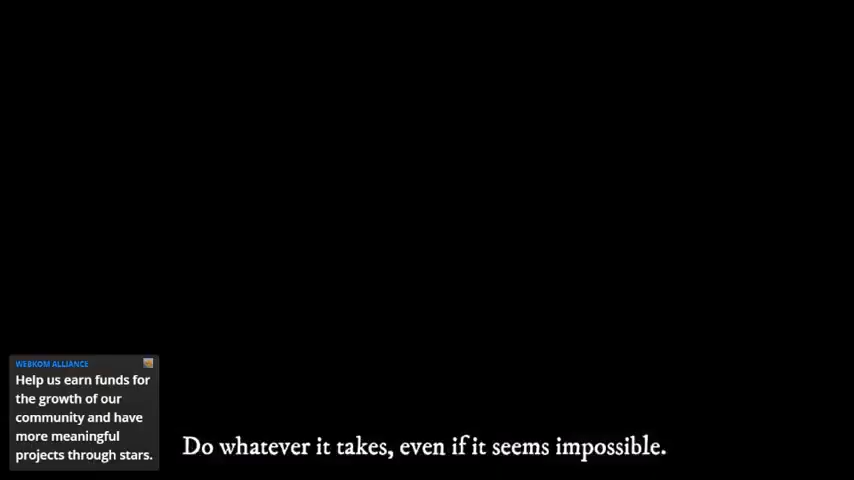 WEBKOM ALLIANCE
Help us earn funds for
the growth of our
community and have
more meaningful
projects through stars.
Do whatever it takes, even if it seems impossible.